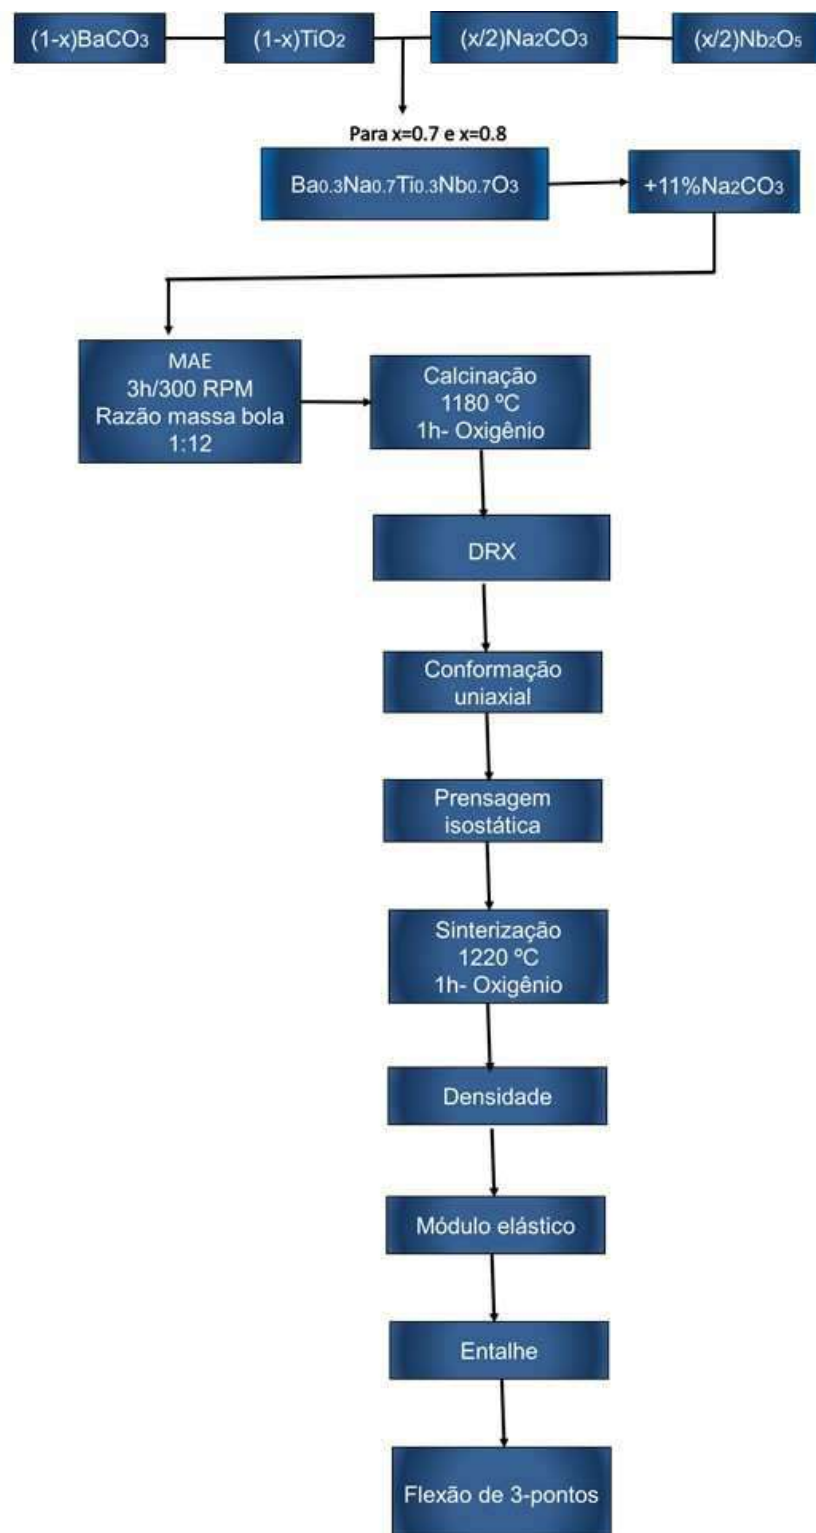 (1-x)BaCO3
(1-x)TiO2
(x/2)Na2CO3
(x/2)Nb2O5
Para x=0.7 e x=0.8
Ba0.3Na0.7Ti0.3Nb0.7O3
+11%Na2CO3
MAE
3h/300 RPM
Razão massa bola
1:12
Calcinação
1180 ºC
1h- Oxigênio
DRX
Conformação
uniaxial
Prensagem
isostática
Sinterização
1220 ºC
1h- Oxigênio
Densidade
Módulo elástico
Entalhe
Flexão de 3-pontos